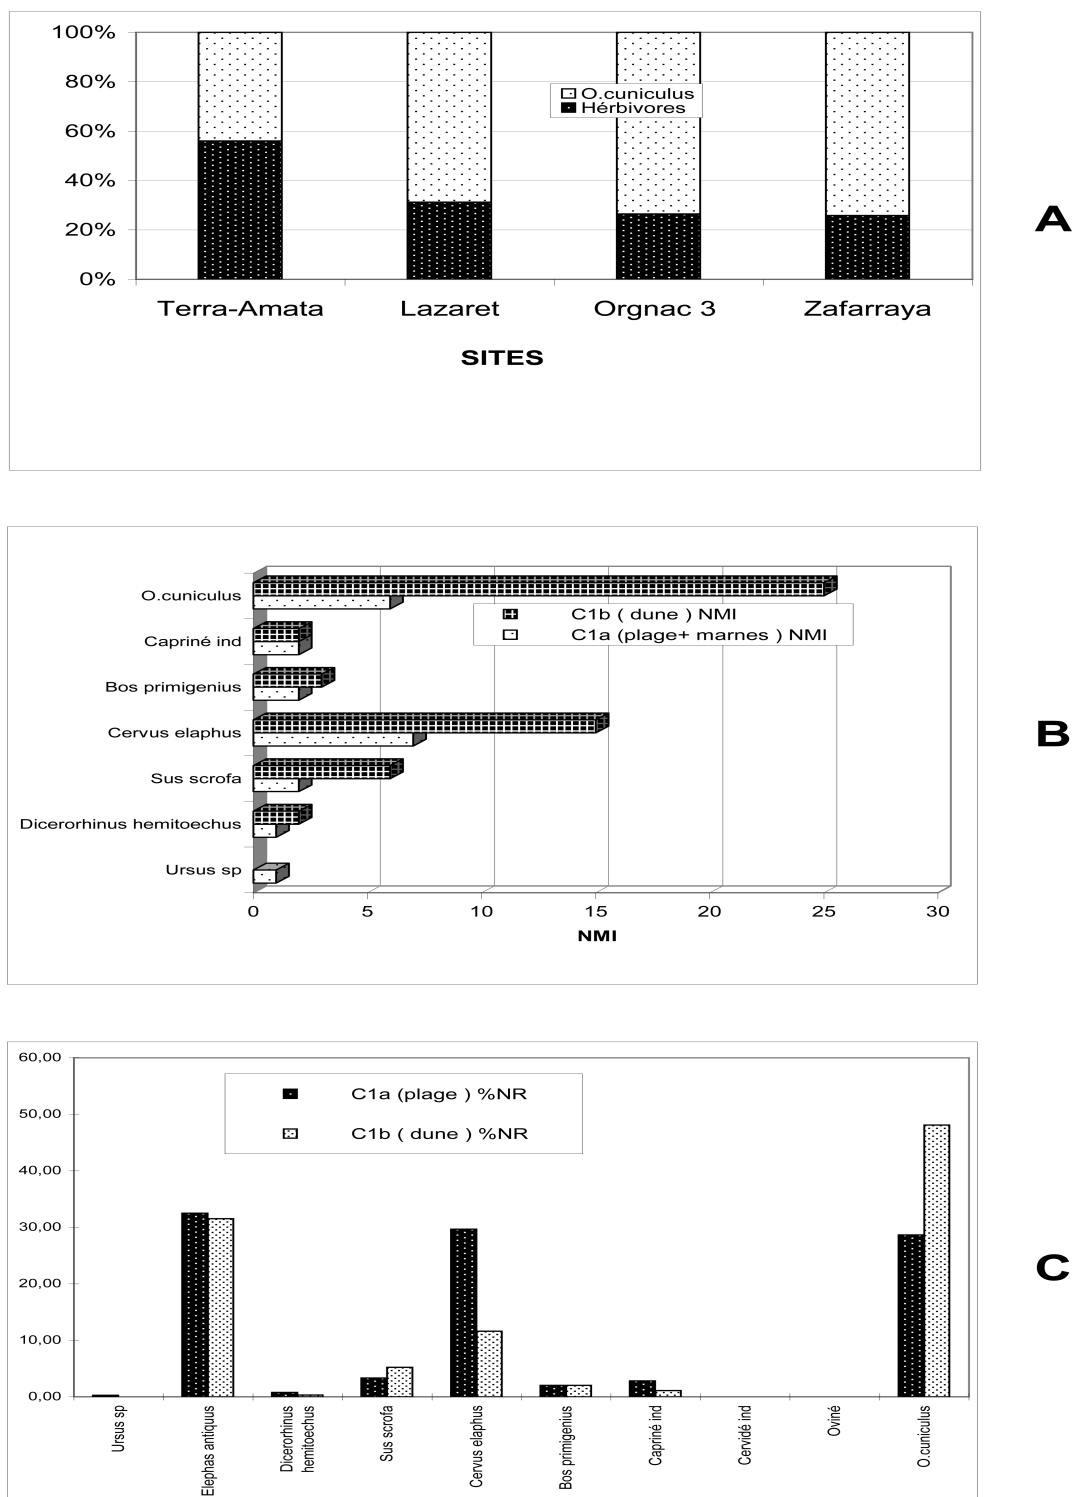 100%
80%
60%
40%
20%
0%
O.cuniculus
Hérbivores
Terra-Amata Lazaret Orgnac 3 Zafarraya
SITES
A
O.cuniculus
Capriné ind
Bos primigenius
Cervus elaphus
Sus scrofa
Dicerorhinus hemitoechus
Ursus sp
C1b ( dune ) NMI
C1a (plage+ marnes ) NMI
0 5 10 15 20 25 30
NMI
B
60,00
50,00
40,00
30,00
20,00
10,00
0,00
C1a (plage ) %NR
C1b ( dune ) %NR
Ursus sp
Elephas antiquus
Dicerorhinus
hemitoechus
Sus scrofa
Cervus elaphus
Bos primigenius
Capriné ind
Cervidé ind
Oviné
O.cuniculus
C